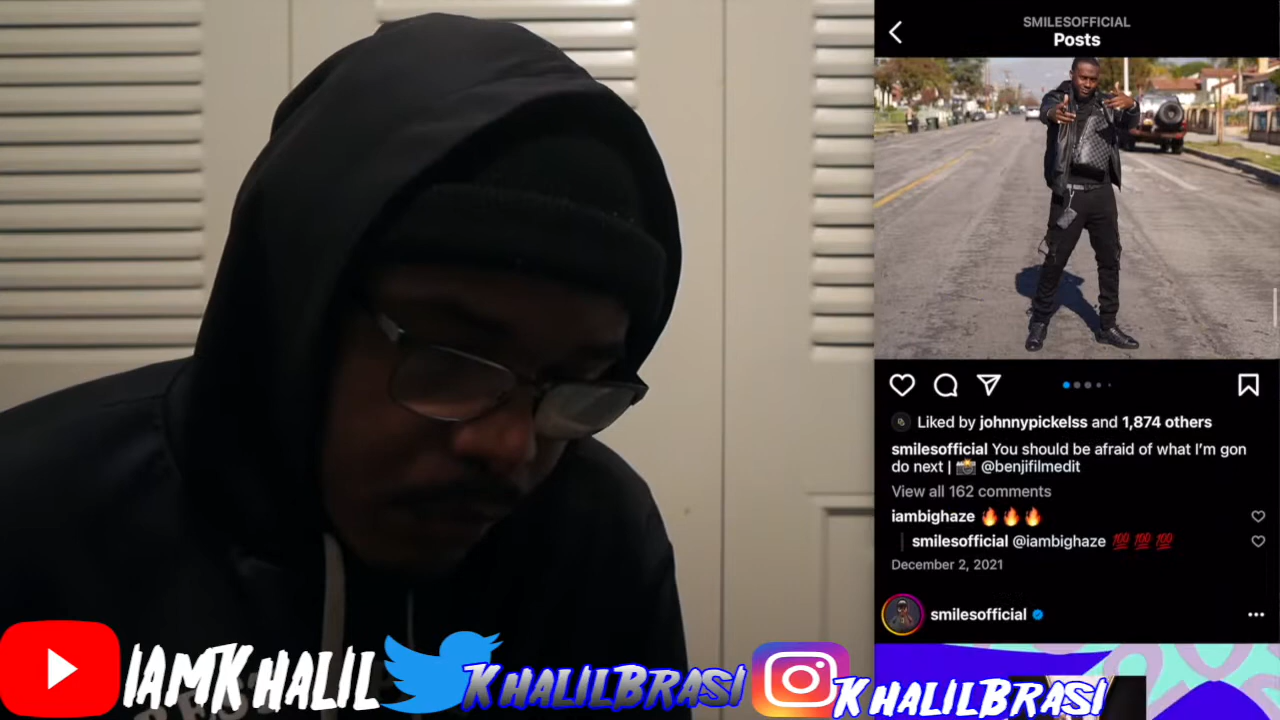 SMILESOFFICIAL
Posts
Liked by johnnypickelss and 1,874 others
smilesofficial You should be afraid of what I'm gon
do next | 📸 @benjifilmedit
View all 162 comments
iambighaze 🔥🔥🔥
smilesofficial @iambighaze 💯💯💯
December 2, 2021
smilesofficial
IAMKHALIL
KHALILBRASI
KHALILBRASI